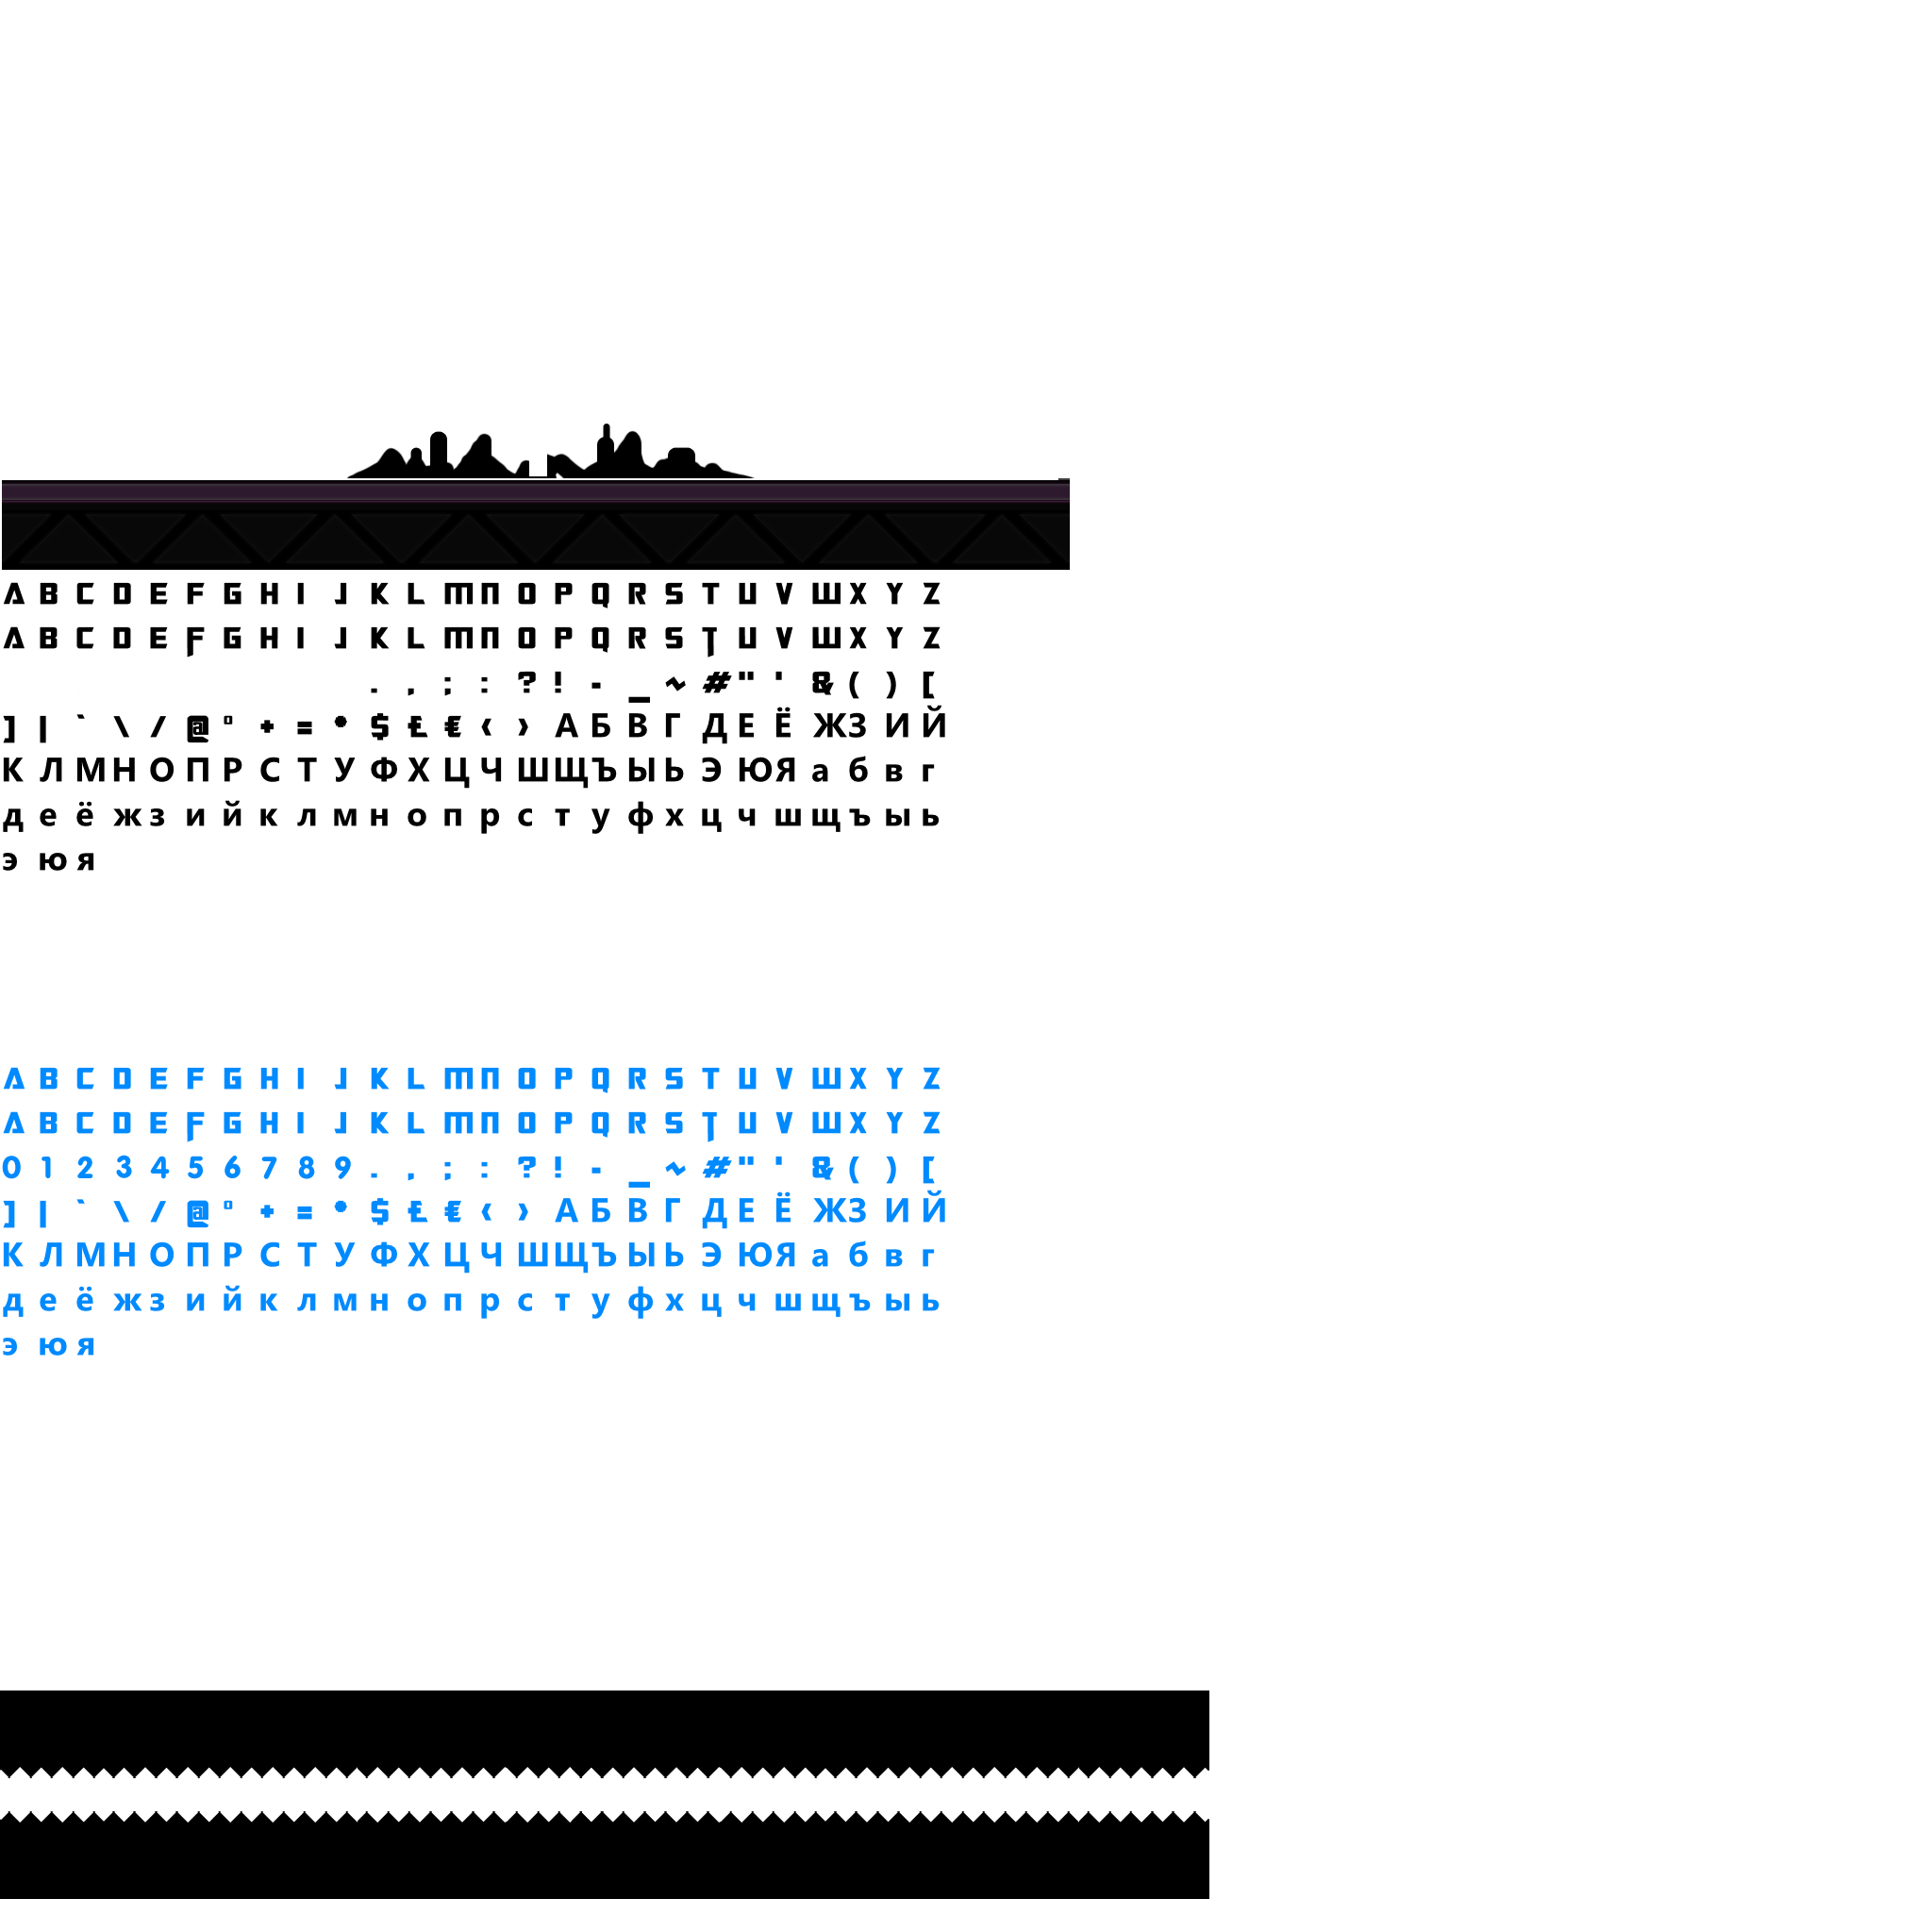 A B C D E F G H I J K L M N O P Q R S T U V W X Y Z
A B C D E F G H I J K L M N O P Q R S T U V W X Y Z
. , ; : ? ! - _ ~ # " ' & ( ) [
] | ` \ / @ ° + = * $ £ € ‹ › А Б В Г Д Е Ё Ж З И Й
К Л М Н О П Р С Т У Ф Х Ц Ч Ш Щ Ъ Ы Ь Э Ю Я а б в г
д е ё ж з и й к л м н о п р с т у ф х ц ч ш щ ъ ы ь
э ю я
A B C D E F G H I J K L M N O P Q R S T U V W X Y Z
A B C D E F G H I J K L M N O P Q R S T U V W X Y Z
0 1 2 3 4 5 6 7 8 9 . , ; : ? ! - _ ~ # " ' & ( ) [
] | ` \ / @ ° + = * $ £ € ‹ › А Б В Г Д Е Ё Ж З И Й
К Л М Н О П Р С Т У Ф Х Ц Ч Ш Щ Ъ Ы Ь Э Ю Я а б в г
д е ё ж з и й к л м н о п р с т у ф х ц ч ш щ ъ ы ь
э ю я